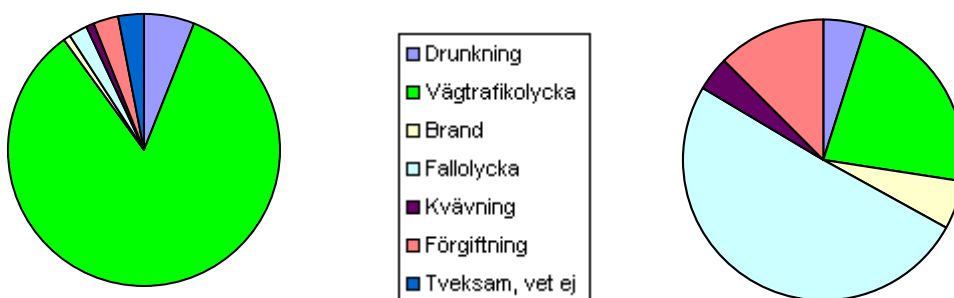 Drunkning
Vägtrafikolycka
Brand
Fallolycka
Kvävning
Förgiftning
Tveksam, vet ej